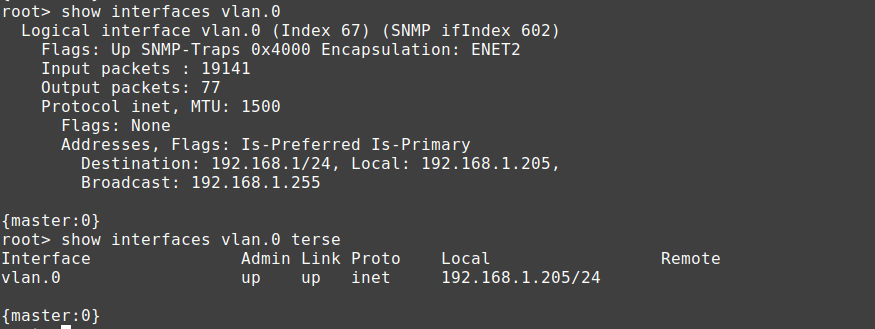 root> show interfaces vlan.0
Logical interface vlan.0 (Index 67) (SNMP ifIndex 602)
Flags: Up SNMP-Traps 0x4000 Encapsulation: ENET2
Input packets : 19141
Output packets: 77
Protocol inet, MTU: 1500
Flags: None
Addresses, Flags: Is-Preferred Is-Primary
Destination: 192.168.1/24, Local: 192.168.1.205,
Broadcast: 192.168.1.255
{master:0}
root> show interfaces vlan.0 terse
Interface Admin Link Proto Local Remote
vlan.0 up up inet 192.168.1.205/24
{master:0}